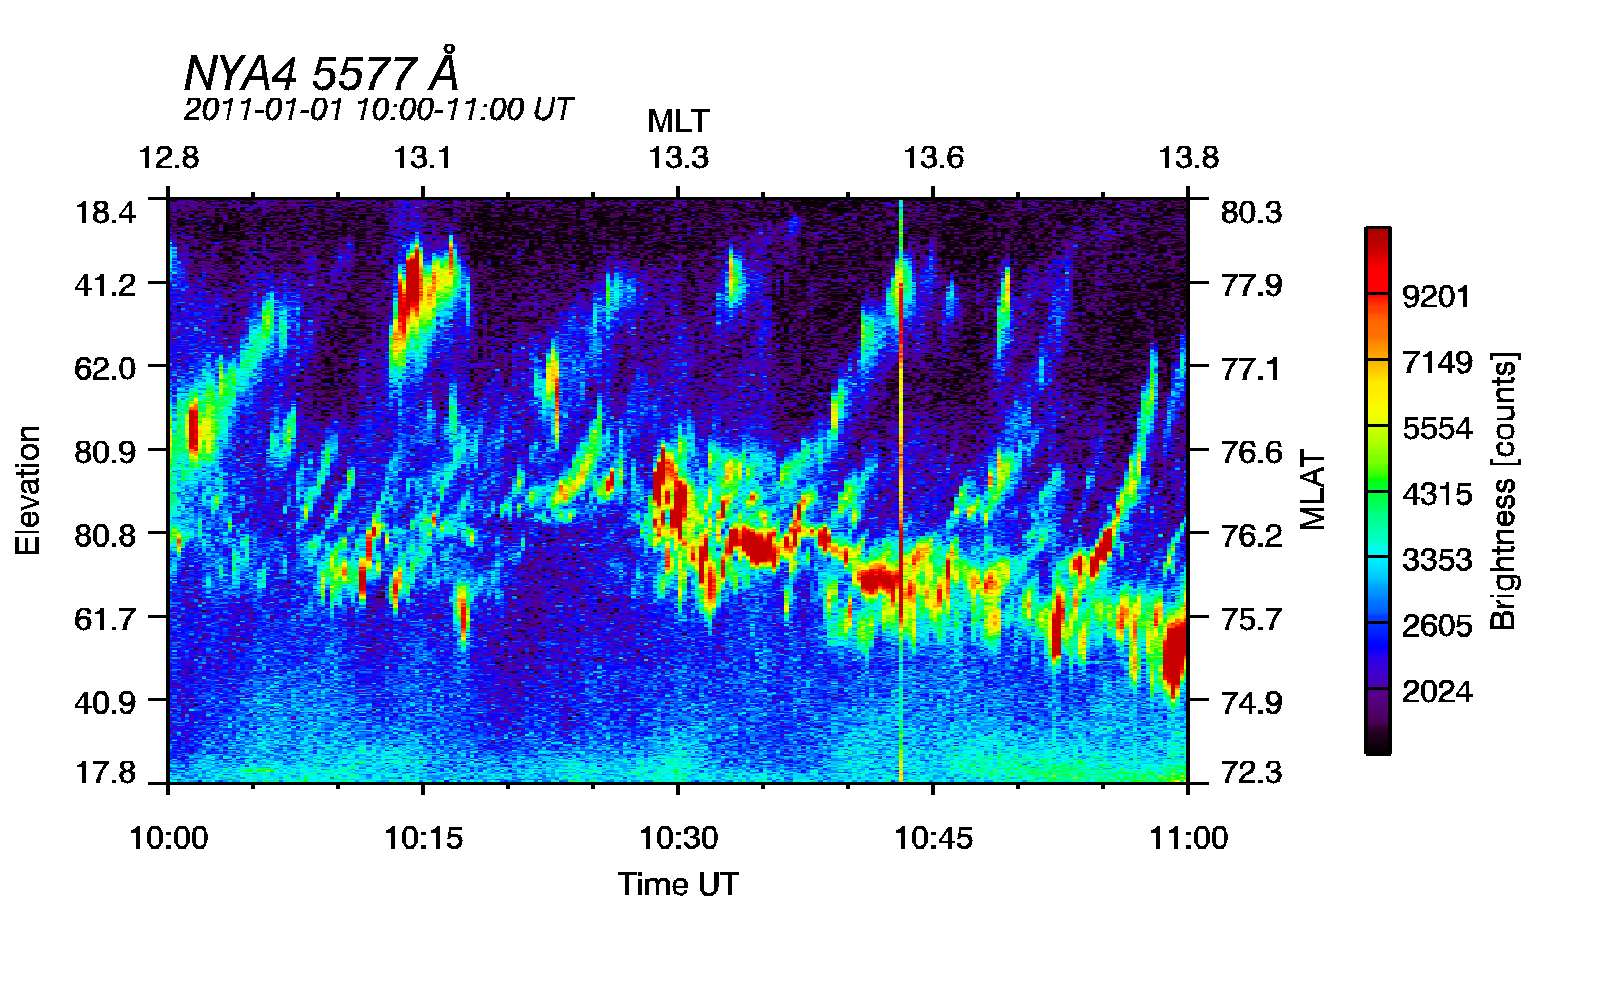 NYA4 5577 Å
2011-01-01 10:00-11:00 UT
MLT
12.8 13.1 13.3 13.6 13.8
18.4 80.3
41.2 77.9
62.0 77.1
80.9 76.6
80.8 76.2
61.7 75.7
40.9 74.9
17.8 72.3
Elevation
MLAT
9201
7149
5554
4315
3353
2605
2024
Brightness [counts]
10:00 10:15 10:30 10:45 11:00
Time UT